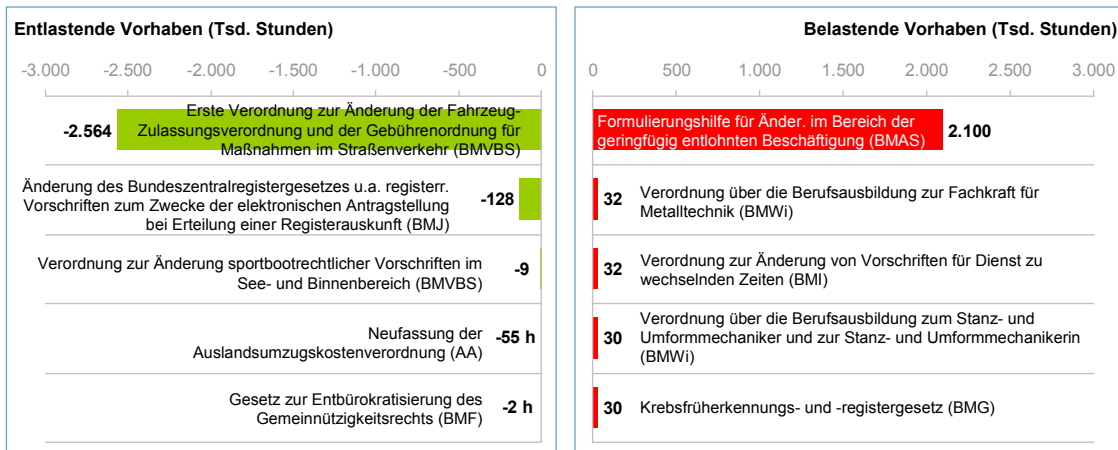 Entlastende Vorhaben (Tsd. Stunden)
-3.000 -2.500 -2.000 -1.500 -1.000 -500 0
Erste Verordnung zur Änderung der Fahrzeug-
Zulassungsverordnung und der Gebührenordnung für
Maßnahmen im Straßenverkehr (BMVBS)
-2.564
Änderung des Bundeszentralregistergesetzes u.a. registerr.
Vorschriften zum Zwecke der elektronischen Antragstellung
bei Erteilung einer Registerauskunft (BMJ)
-128
Verordnung zur Änderung sportbootrechtlicher Vorschriften im
See- und Binnenbereich (BMVBS)
-9
Neufassung der
Auslandsumzugskostenverordnung (AA)
-55 h
Gesetz zur Entbürokratisierung des
Gemeinnützigkeitsrechts (BMF)
-2 h
Belastende Vorhaben (Tsd. Stunden)
0 500 1.000 1.500 2.000 2.500 3.000
Formulierungshilfe für Änder. im Bereich der
geringfügig entlohnten Beschäftigung (BMAS)
2.100
32
Verordnung über die Berufsausbildung zur Fachkraft für
Metalltechnik (BMWi)
32
Verordnung zur Änderung von Vorschriften für Dienst zu
wechselnden Zeiten (BMI)
30
Verordnung über die Berufsausbildung zum Stanz- und
Umformmechaniker und zur Stanz- und Umformmechanikerin
(BMWi)
30
Krebsfrüherkennungs- und -registergesetz (BMG)